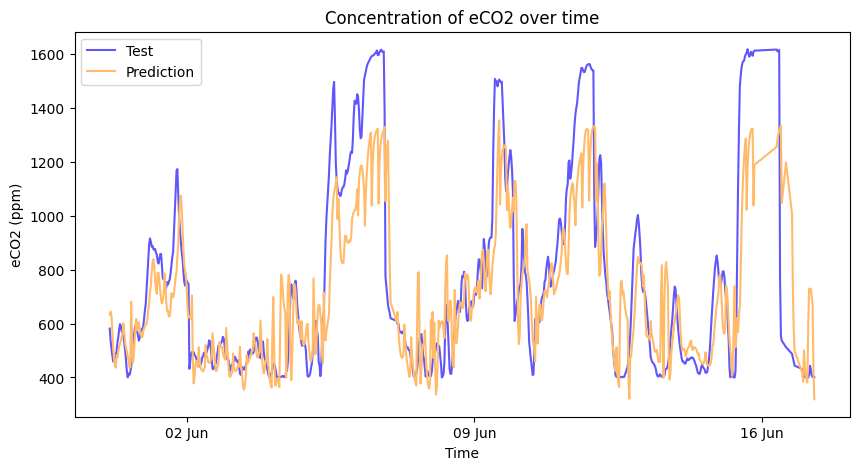 Concentration of eCO2 over time
Test
Prediction
eCO2 (ppm)
1600
1400
1200
1000
800
600
400
02 Jun
09 Jun
16 Jun
Time